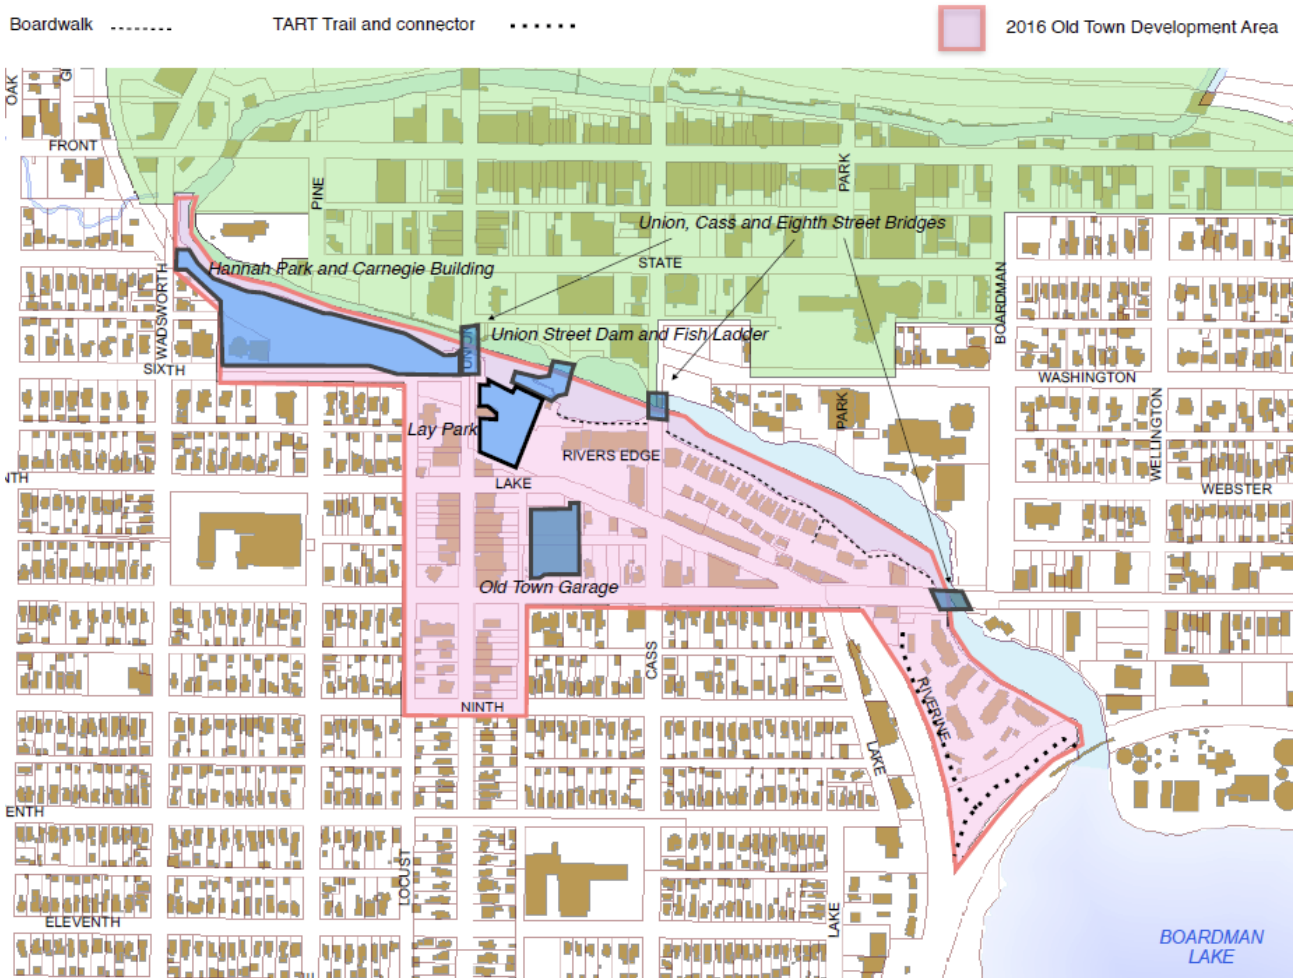 Boardwalk
TART Trail and connector
2016 Old Town Development Area
OAK
FRONT
PINE
PARK
Union, Cass and Eighth Street Bridges
STATE
Hannah Park and Carnegie Building
WADSWORTH
BOARDMAN
UNION
Union Street Dam and Fish Ladder
SIXTH
WASHINGTON
PARK
WELLINGTON
Lay Park
RIVERS EDGE
LAKE
WEBSTER
Old Town Garage
CASS
RIVERINE
NINTH
LAKE
ENTH
LOCUST
LAKE
ELEVENTH
BOARDMAN
LAKE